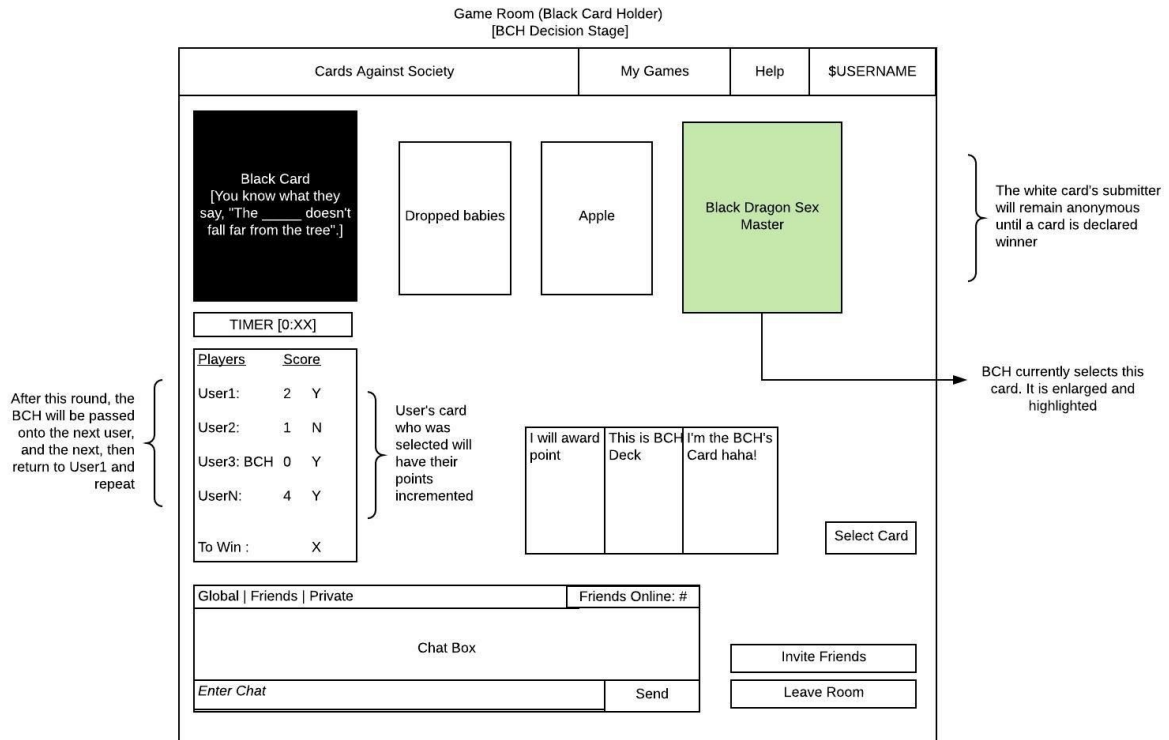 Game Room (Black Card Holder)
[BCH Decision Stage]
Cards Against Society
My Games
Help
$USERNAME
Black Card
[You know what they
say, "The _____ doesn't
fall far from the tree".]
Dropped babies
Apple
Black Dragon Sex
Master
The white card's submitter
will remain anonymous
until a card is declared
winner
TIMER [0:XX]
Players Score
User1: 2 Y
User2: 1 N
User3: BCH 0 Y
UserN: 4 Y
To Win : X
After this round, the
BCH will be passed
onto the next user,
and the next, then
return to User1 and
repeat
User's card
who was
selected will
have their
points
incremented
BCH currently selects this
card. It is enlarged and
highlighted
I will award
point
This is BCH
Deck
I'm the BCH's
Card haha!
Select Card
Global | Friends | Private
Friends Online: #
Chat Box
Enter Chat
Send
Invite Friends
Leave Room